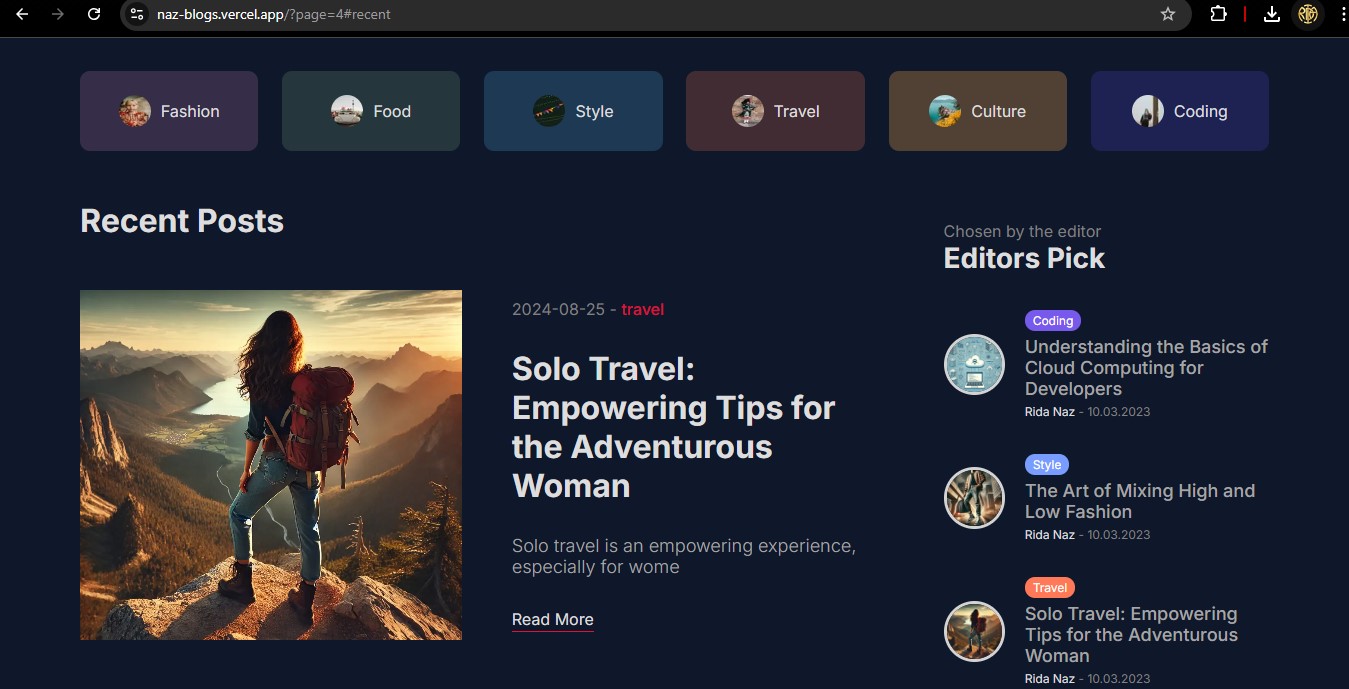 naz-blogs.vercel.app/?page=4#recent
Fashion
Food
Style
Travel
Culture
Coding
Recent Posts
2024-08-25 - travel
Solo Travel:
Empowering Tips for
the Adventurous
Woman
Solo travel is an empowering experience,
especially for wome
Read More
Chosen by the editor
Editors Pick
Coding
Understanding the Basics of
Cloud Computing for
Developers
Rida Naz - 10.03.2023
Style
The Art of Mixing High and
Low Fashion
Rida Naz - 10.03.2023
Travel
Solo Travel: Empowering
Tips for the Adventurous
Woman
Rida Naz - 10.03.2023